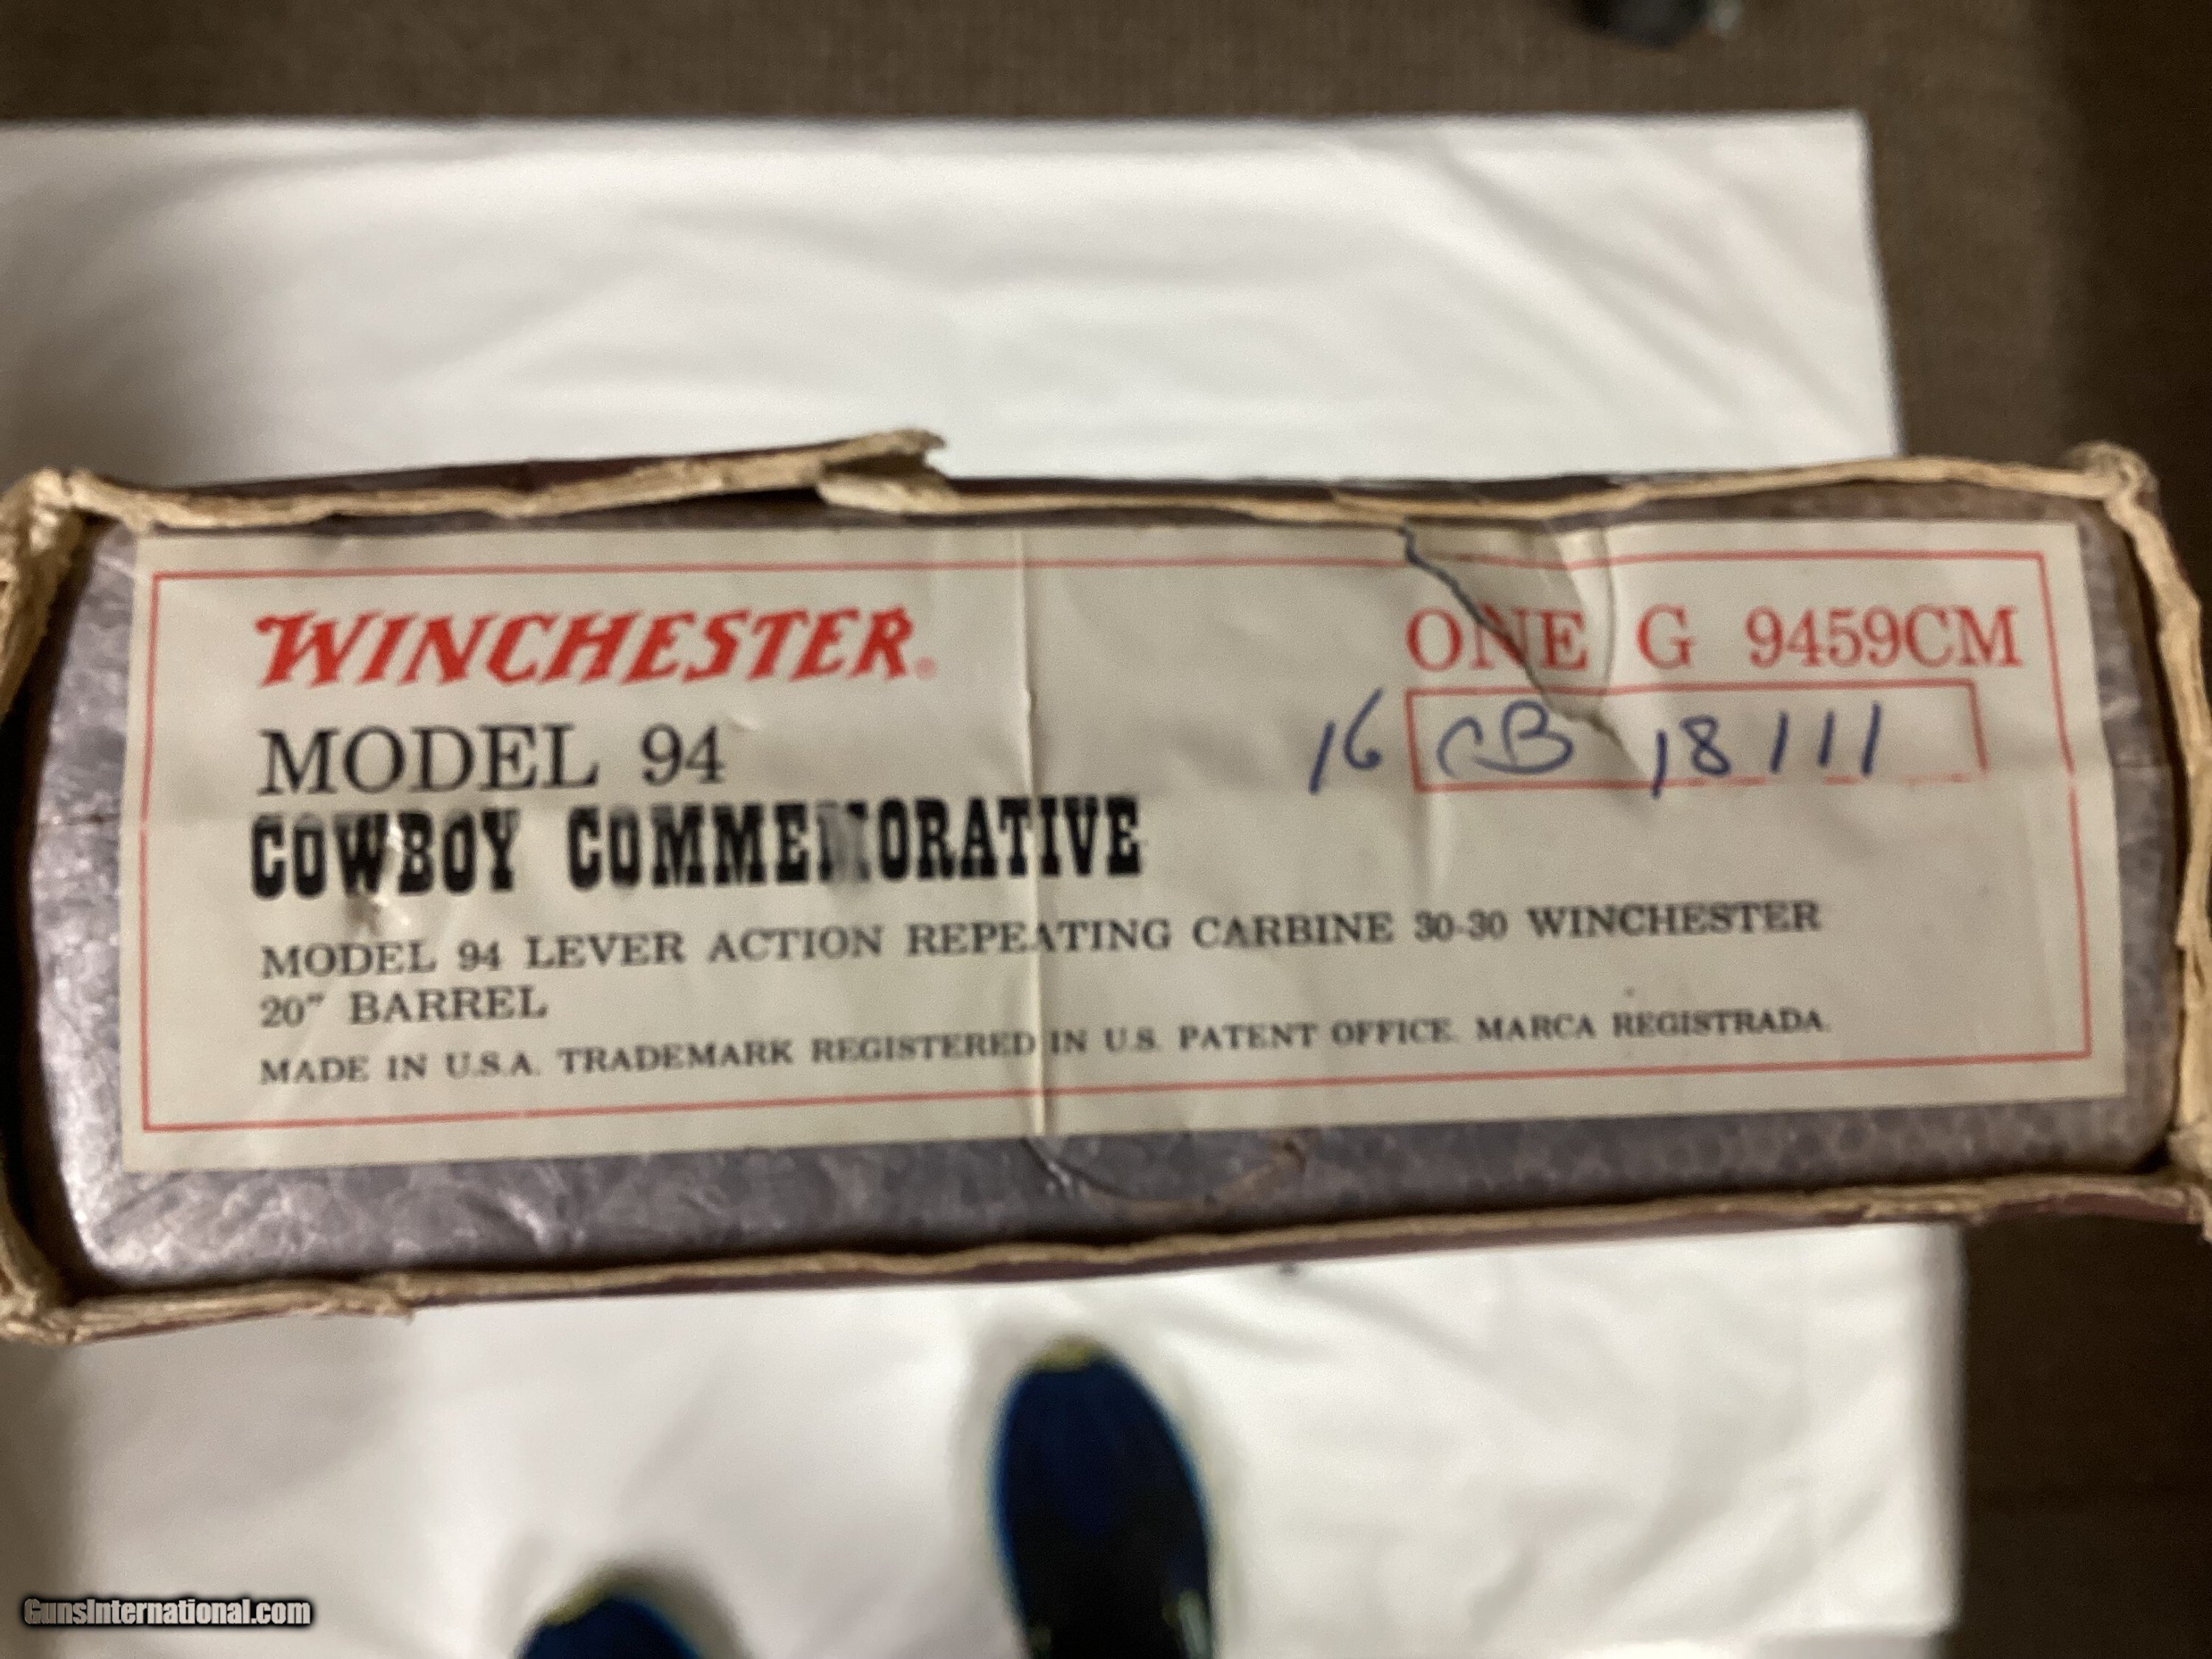 WINCHESTER®
ONE G 9459CM
MODEL 94
16 CB 18111
COWBOY COMMEMORATIVE
MODEL 94 LEVER ACTION REPEATING CARBINE 30-30 WINCHESTER
20" BARREL
MADE IN U.S.A. TRADEMARK REGISTERED IN U.S. PATENT OFFICE. MARCA REGISTRADA.
GunsInternational.com